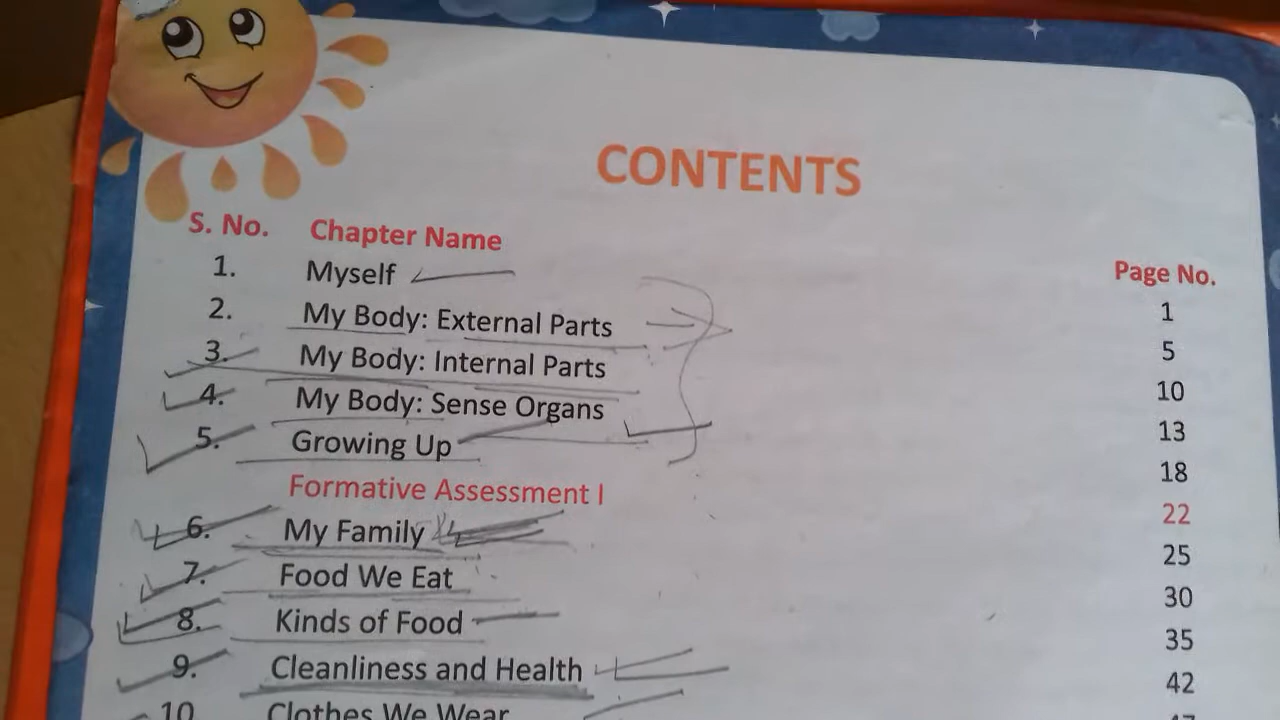 CONTENTS
S. No. Chapter Name Page No.
1. Myself 1
2. My Body: External Parts 5
3. My Body: Internal Parts 10
4. My Body: Sense Organs 13
5. Growing Up 18
Formative Assessment I 22
6. My Family 25
7. Food We Eat 30
8. Kinds of Food 35
9. Cleanliness and Health 42
10. Clothes We Wear 47